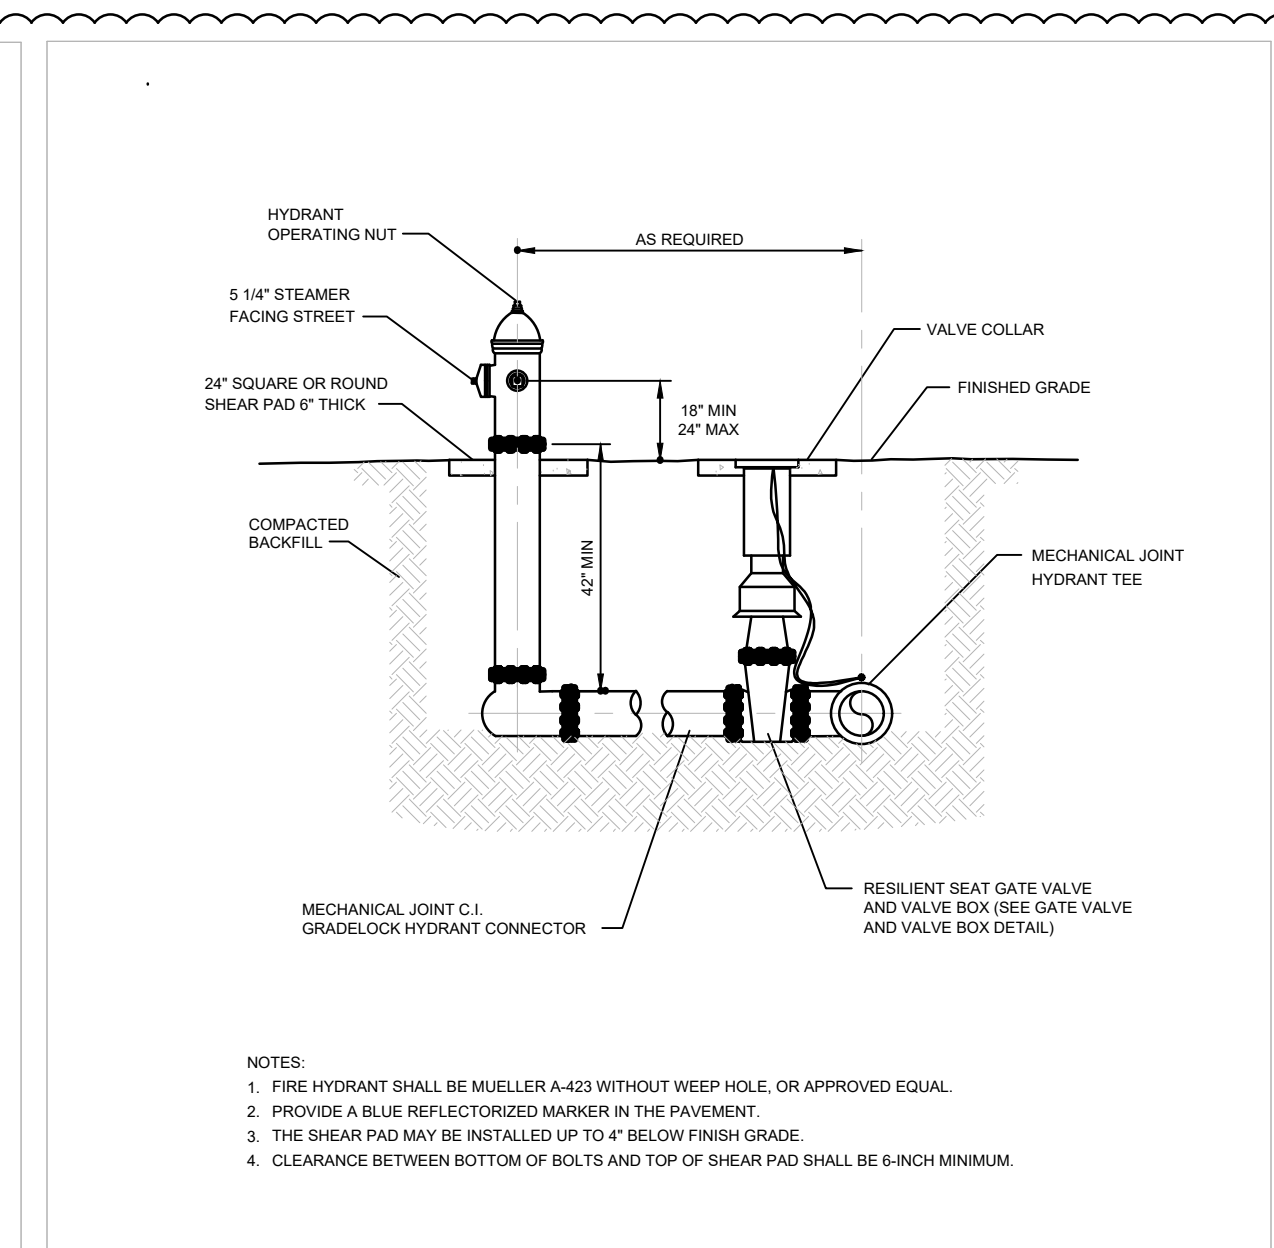 HYDRANT
OPERATING NUT
AS REQUIRED
5 1/4" STEAMER
FACING STREET
VALVE COLLAR
24" SQUARE OR ROUND
SHEAR PAD 6" THICK
FINISHED GRADE
18" MIN
24" MAX
COMPACTED
BACKFILL
42" MIN
MECHANICAL JOINT
HYDRANT TEE
MECHANICAL JOINT C.I.
GRADELOCK HYDRANT CONNECTOR
RESILIENT SEAT GATE VALVE
AND VALVE BOX (SEE GATE VALVE
AND VALVE BOX DETAIL)
NOTES:
1. FIRE HYDRANT SHALL BE MUELLER A-423 WITHOUT WEEP HOLE, OR APPROVED EQUAL.
2. PROVIDE A BLUE REFLECTORIZED MARKER IN THE PAVEMENT.
3. THE SHEAR PAD MAY BE INSTALLED UP TO 4" BELOW FINISH GRADE.
4. CLEARANCE BETWEEN BOTTOM OF BOLTS AND TOP OF SHEAR PAD SHALL BE 6-INCH MINIMUM.